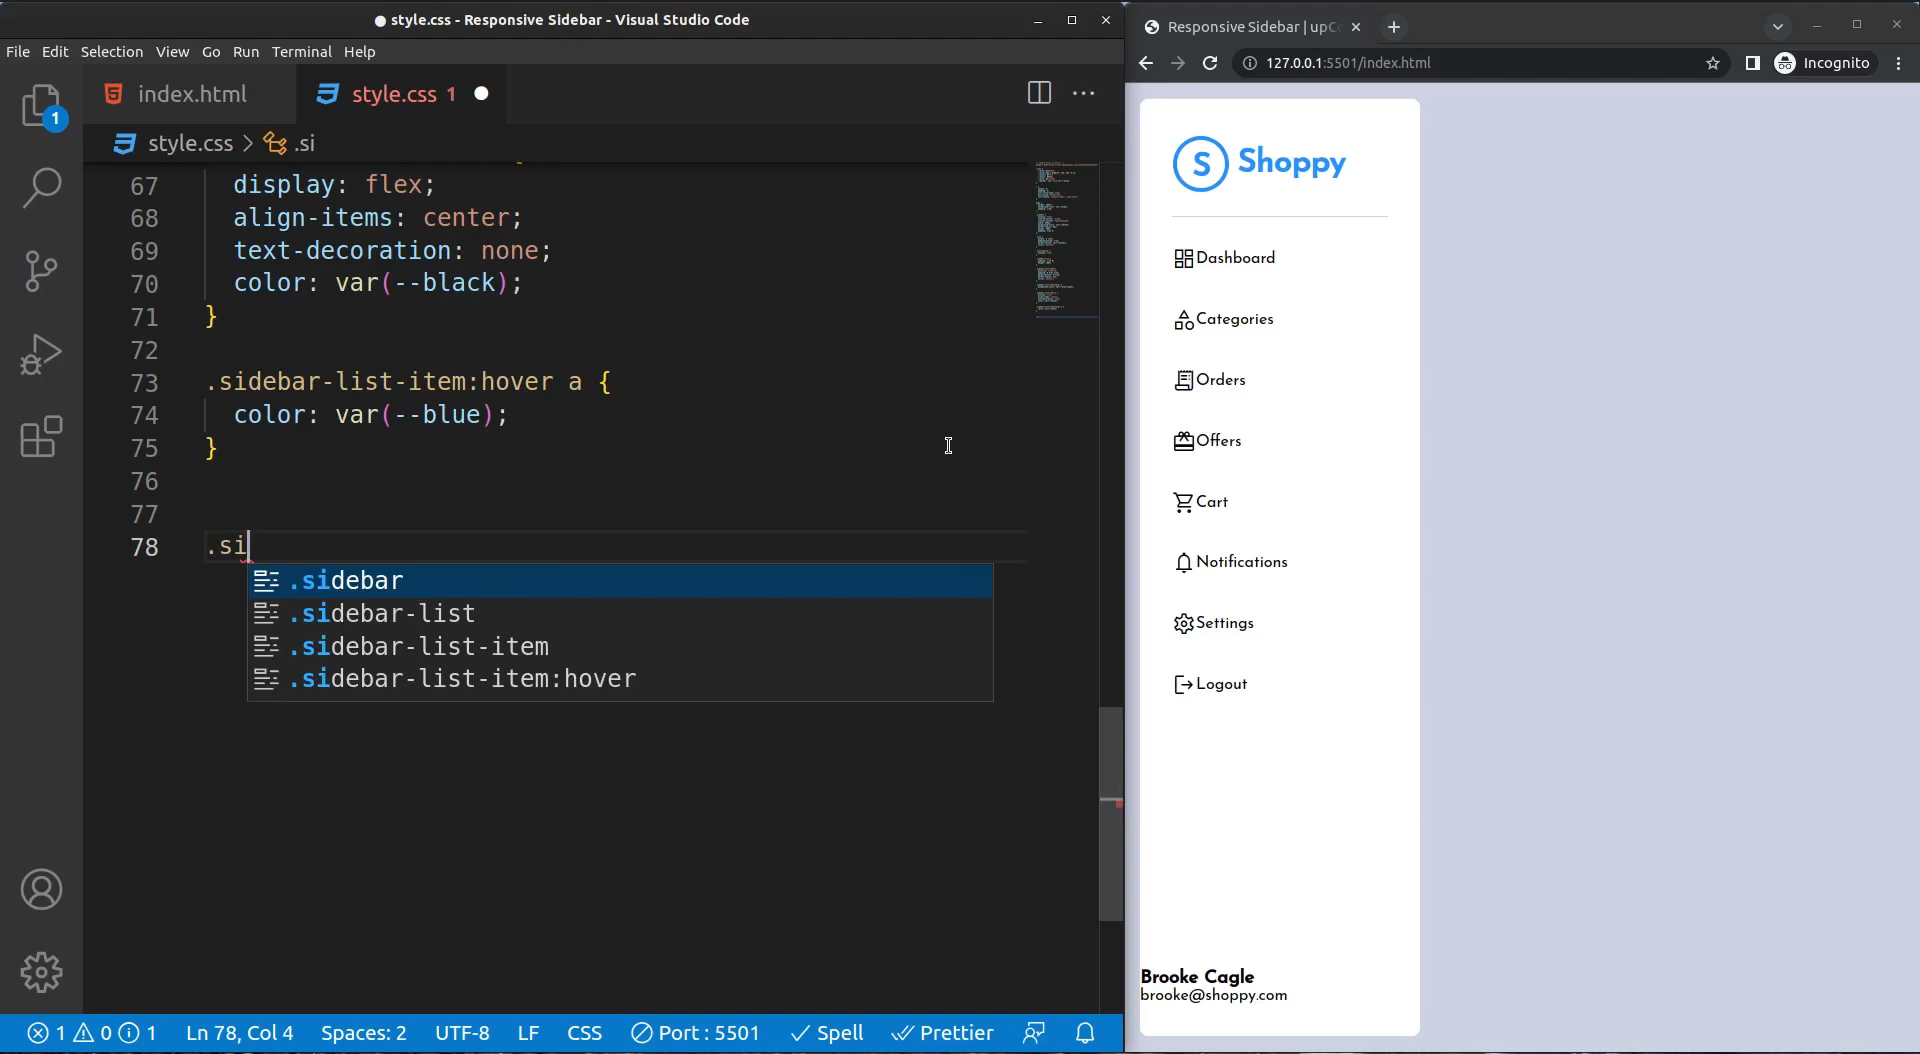 style.css - Responsive Sidebar - Visual Studio Code
File Edit Selection View Go Run Terminal Help
1
index.html
style.css 1
style.css > .si
67 display: flex;
68 align-items: center;
69 text-decoration: none;
70 color: var(--black);
71 }
72
73 .sidebar-list-item:hover a {
74 color: var(--blue);
75 }
76
77
78 .si
.sidebar
.sidebar-list
.sidebar-list-item
.sidebar-list-item:hover
1 0 1 Ln 78, Col 4 Spaces: 2 UTF-8 LF CSS Port : 5501 Spell Prettier
Responsive Sidebar | upC
127.0.0.1:5501/index.html
Incognito
S Shoppy
Dashboard
Categories
Orders
Offers
Cart
Notifications
Settings
Logout
Brooke Cagle
brooke@shoppy.com